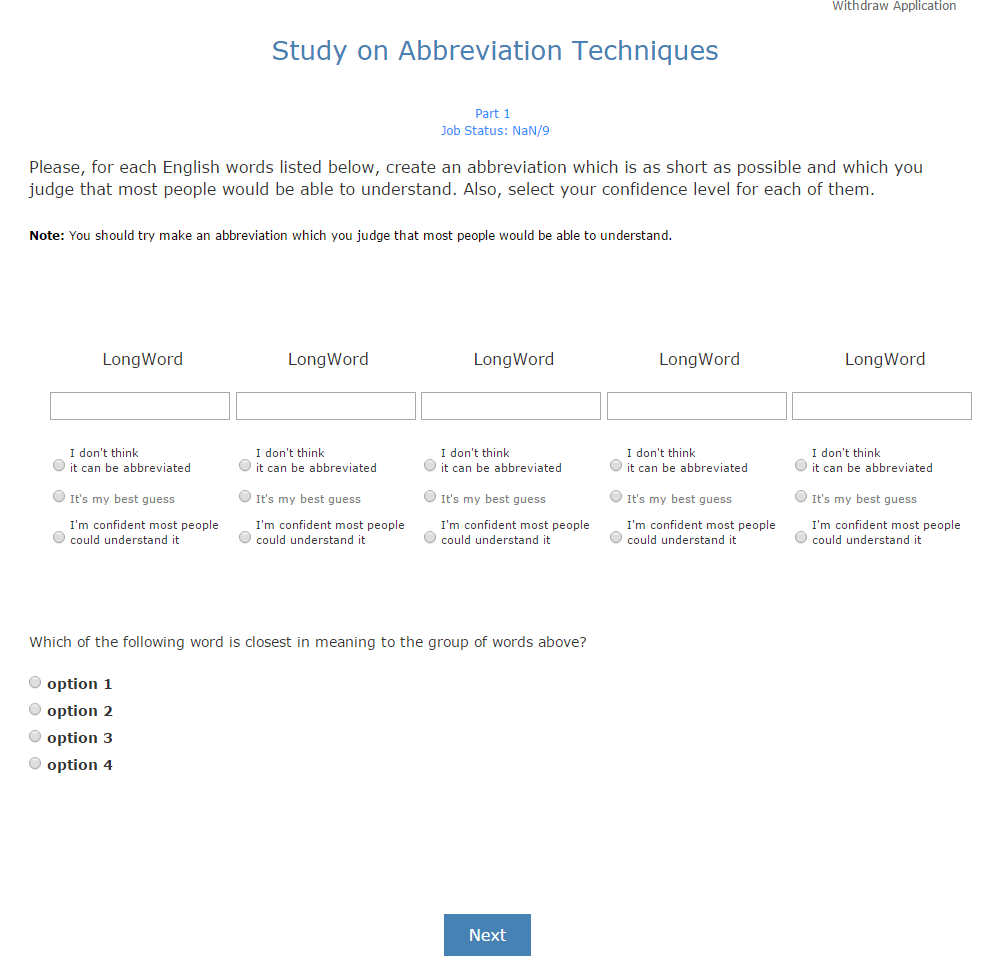 Withdraw Application
Study on Abbreviation Techniques
Part 1
Job Status: NaN/9
Please, for each English words listed below, create an abbreviation which is as short as possible and which you
judge that most people would be able to understand. Also, select your confidence level for each of them.
Note: You should try make an abbreviation which you judge that most people would be able to understand.
LongWord LongWord LongWord LongWord LongWord
I don't think I don't think I don't think I don't think I don't think
it can be abbreviated it can be abbreviated it can be abbreviated it can be abbreviated it can be abbreviated
It's my best guess It's my best guess It's my best guess It's my best guess It's my best guess
I'm confident most people I'm confident most people I'm confident most people I'm confident most people I'm confident most people
could understand it could understand it could understand it could understand it could understand it
Which of the following word is closest in meaning to the group of words above?
option 1
option 2
option 3
option 4
Next